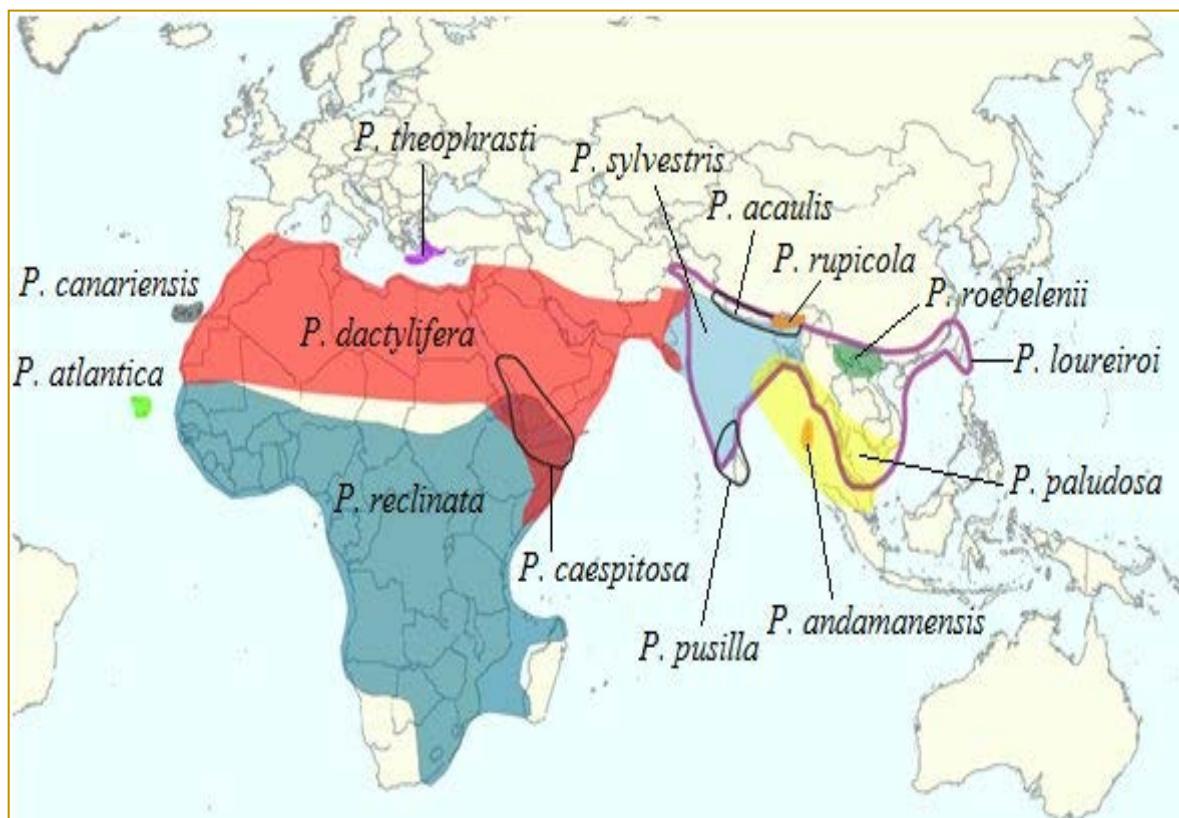 P. theophrasti
P. sylvestris
P. acaulis
P. rupicola
P. canariensis
P. roebelenii
P. dactylifera
P. loureiroi
P. atlantica
P. reclinata
P. paludosa
P. caespitosa
P. andamanensis
P. pusilla